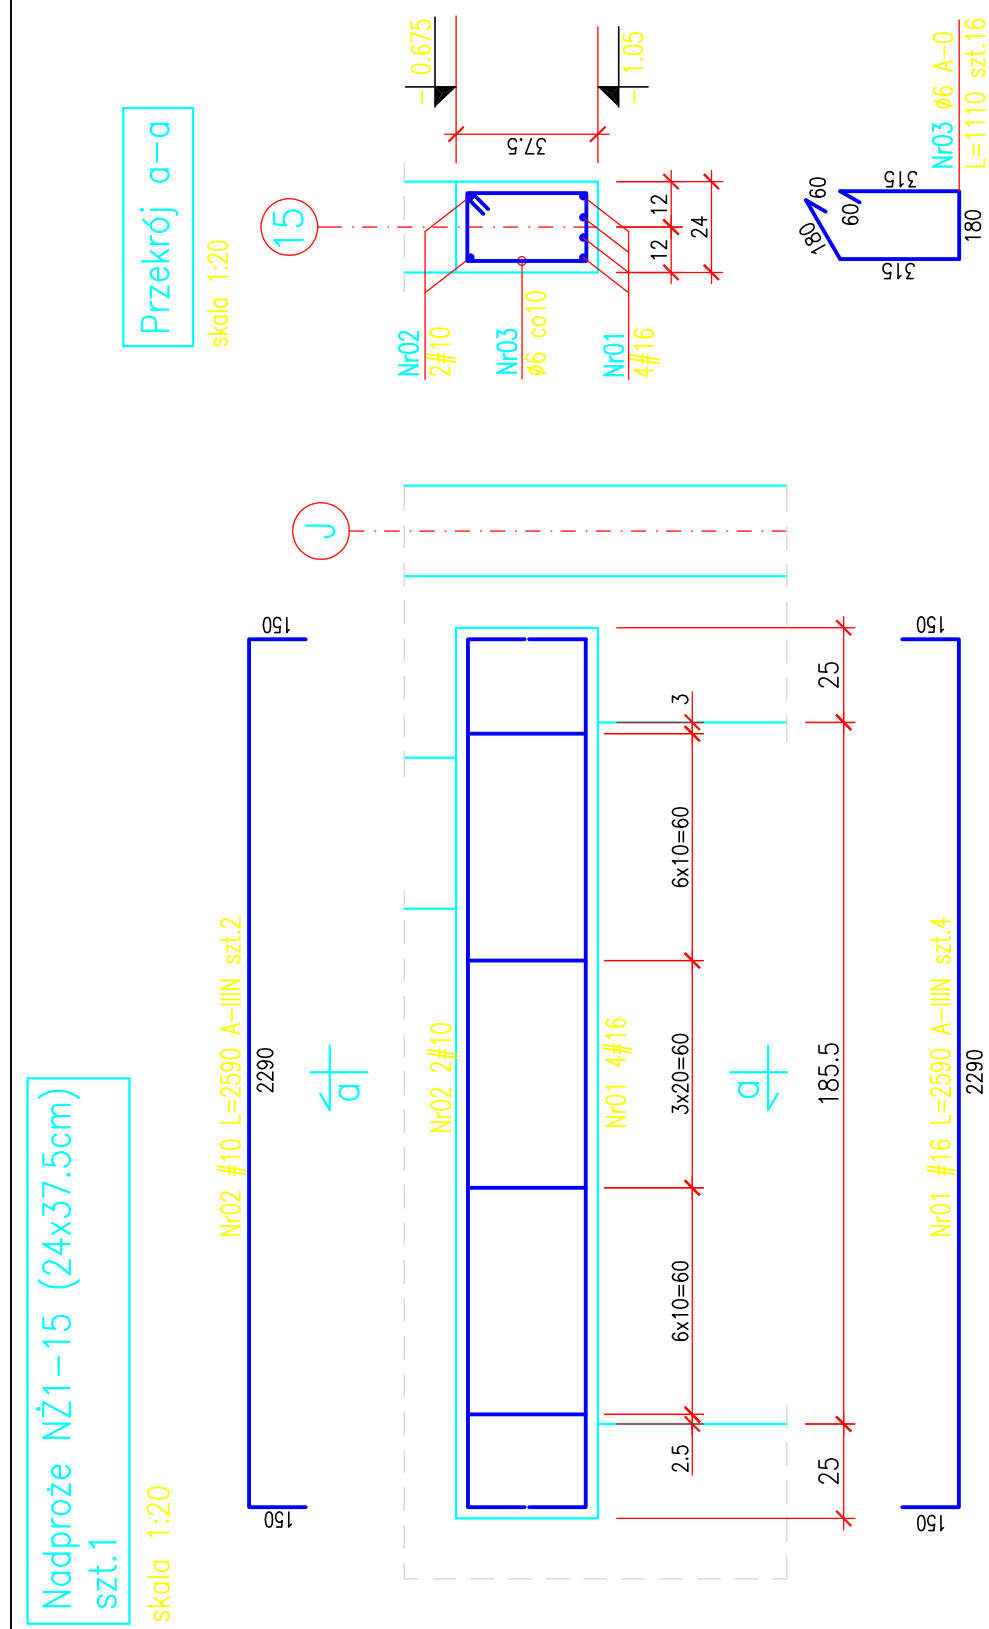 Nadproże NŻ1-15 (24x37.5cm)
szt.1
skala 1:20
150
2290
150
Nr02 #10 L=2590 A-IIIN szt.2
a
a
Nr02 2#10
Nr01 4#16
2.5
6x10=60
3x20=60
6x10=60
3
25
185.5
25
Nr01 #16 L=2590 A-IIIN szt.4
150
2290
150
J
Przekrój a-a
skala 1:20
15
- 0.675
- 1.05
37.5
12
12
24
Nr02
2#10
Nr03
ø6 co10
Nr01
4#16
180
60
60
315
315
180
Nr03 ø6 A-0
L=1110 szt.16